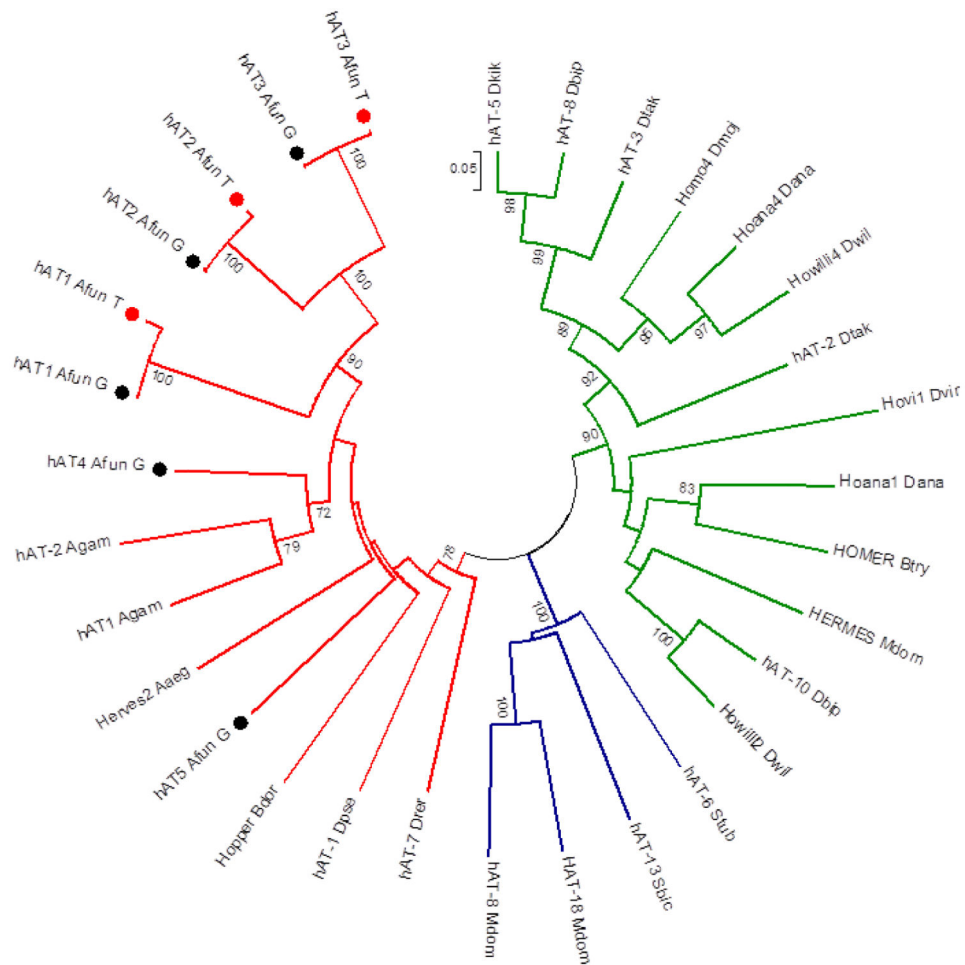 hAT3 Afun T
hAT3 Afun G
hAT2 Afun T
hAT2 Afun G
hAT1 Afun T
hAT1 Afun G
hAT4 Afun G
hAT-2 Agam
hAT1 Agam
Herves2 Aaeg
hAT5 Afun G
Hopper Bdor
hAT-1 Dpse
hAT-7 Drer
hAT-8 Mdom
HAT-18 Mdom
hAT-13 Sbic
hAT-6 Stub
Howilli2 Dwil
hAT-10 Dbip
HERMES Mdom
HOMER Btry
Hoana1 Dana
Hovi1 Dvir
hAT-2 Dtak
Howilli4 Dwil
Hoana4 Dana
Homo4 Dmoj
hAT-3 Dtak
hAT-8 Dbip
hAT-5 Dkik
0.05
100
100
100
100
90
72
79
78
100
100
100
83
90
92
89
97
95
99
98